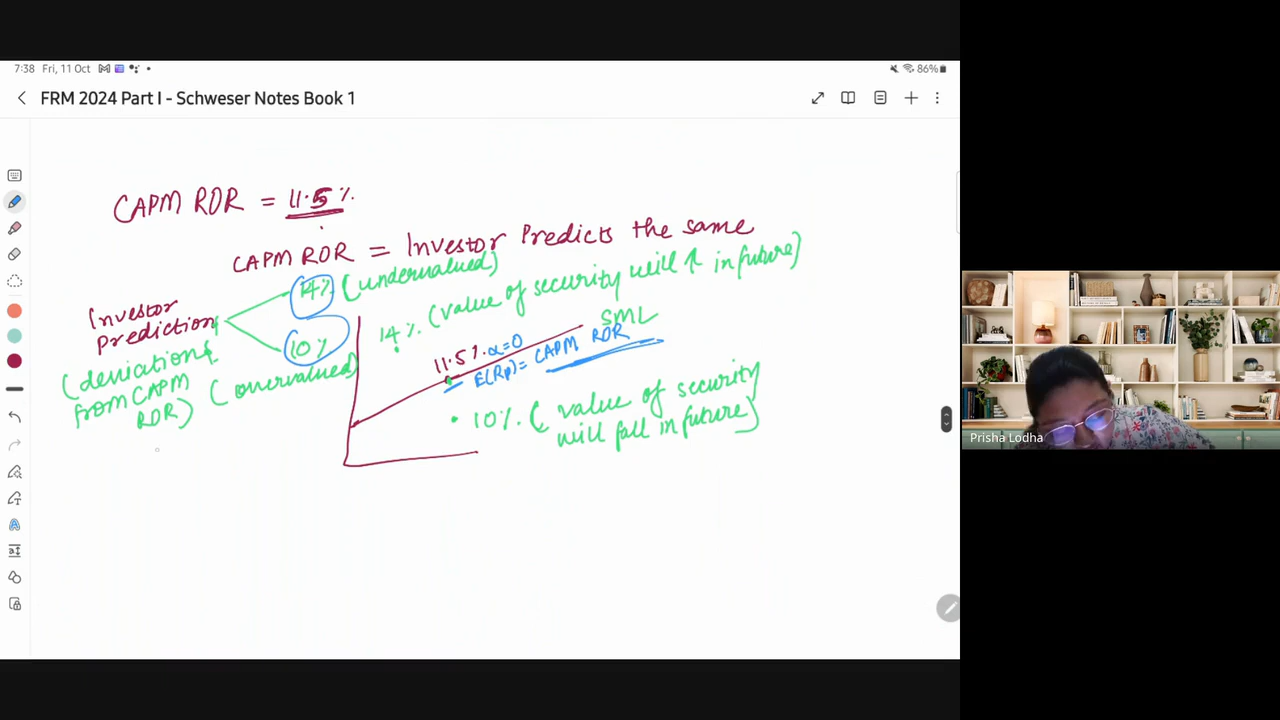 7:38 Fri, 11 Oct
86%
FRM 2024 Part I - Schweser Notes Book 1
CAPM ROR = 11.5%.
CAPM ROR = Investor Predicts the same
14% (undervalued)
Investor Prediction
10%
(overvalued)
(deviations from CAPM ROR)
14%. (value of security will ↑ in future)
SML
11.5%. α=0
E(Rp) = CAPM ROR
10%. (value of security
will fall in future)
Prisha Lodha